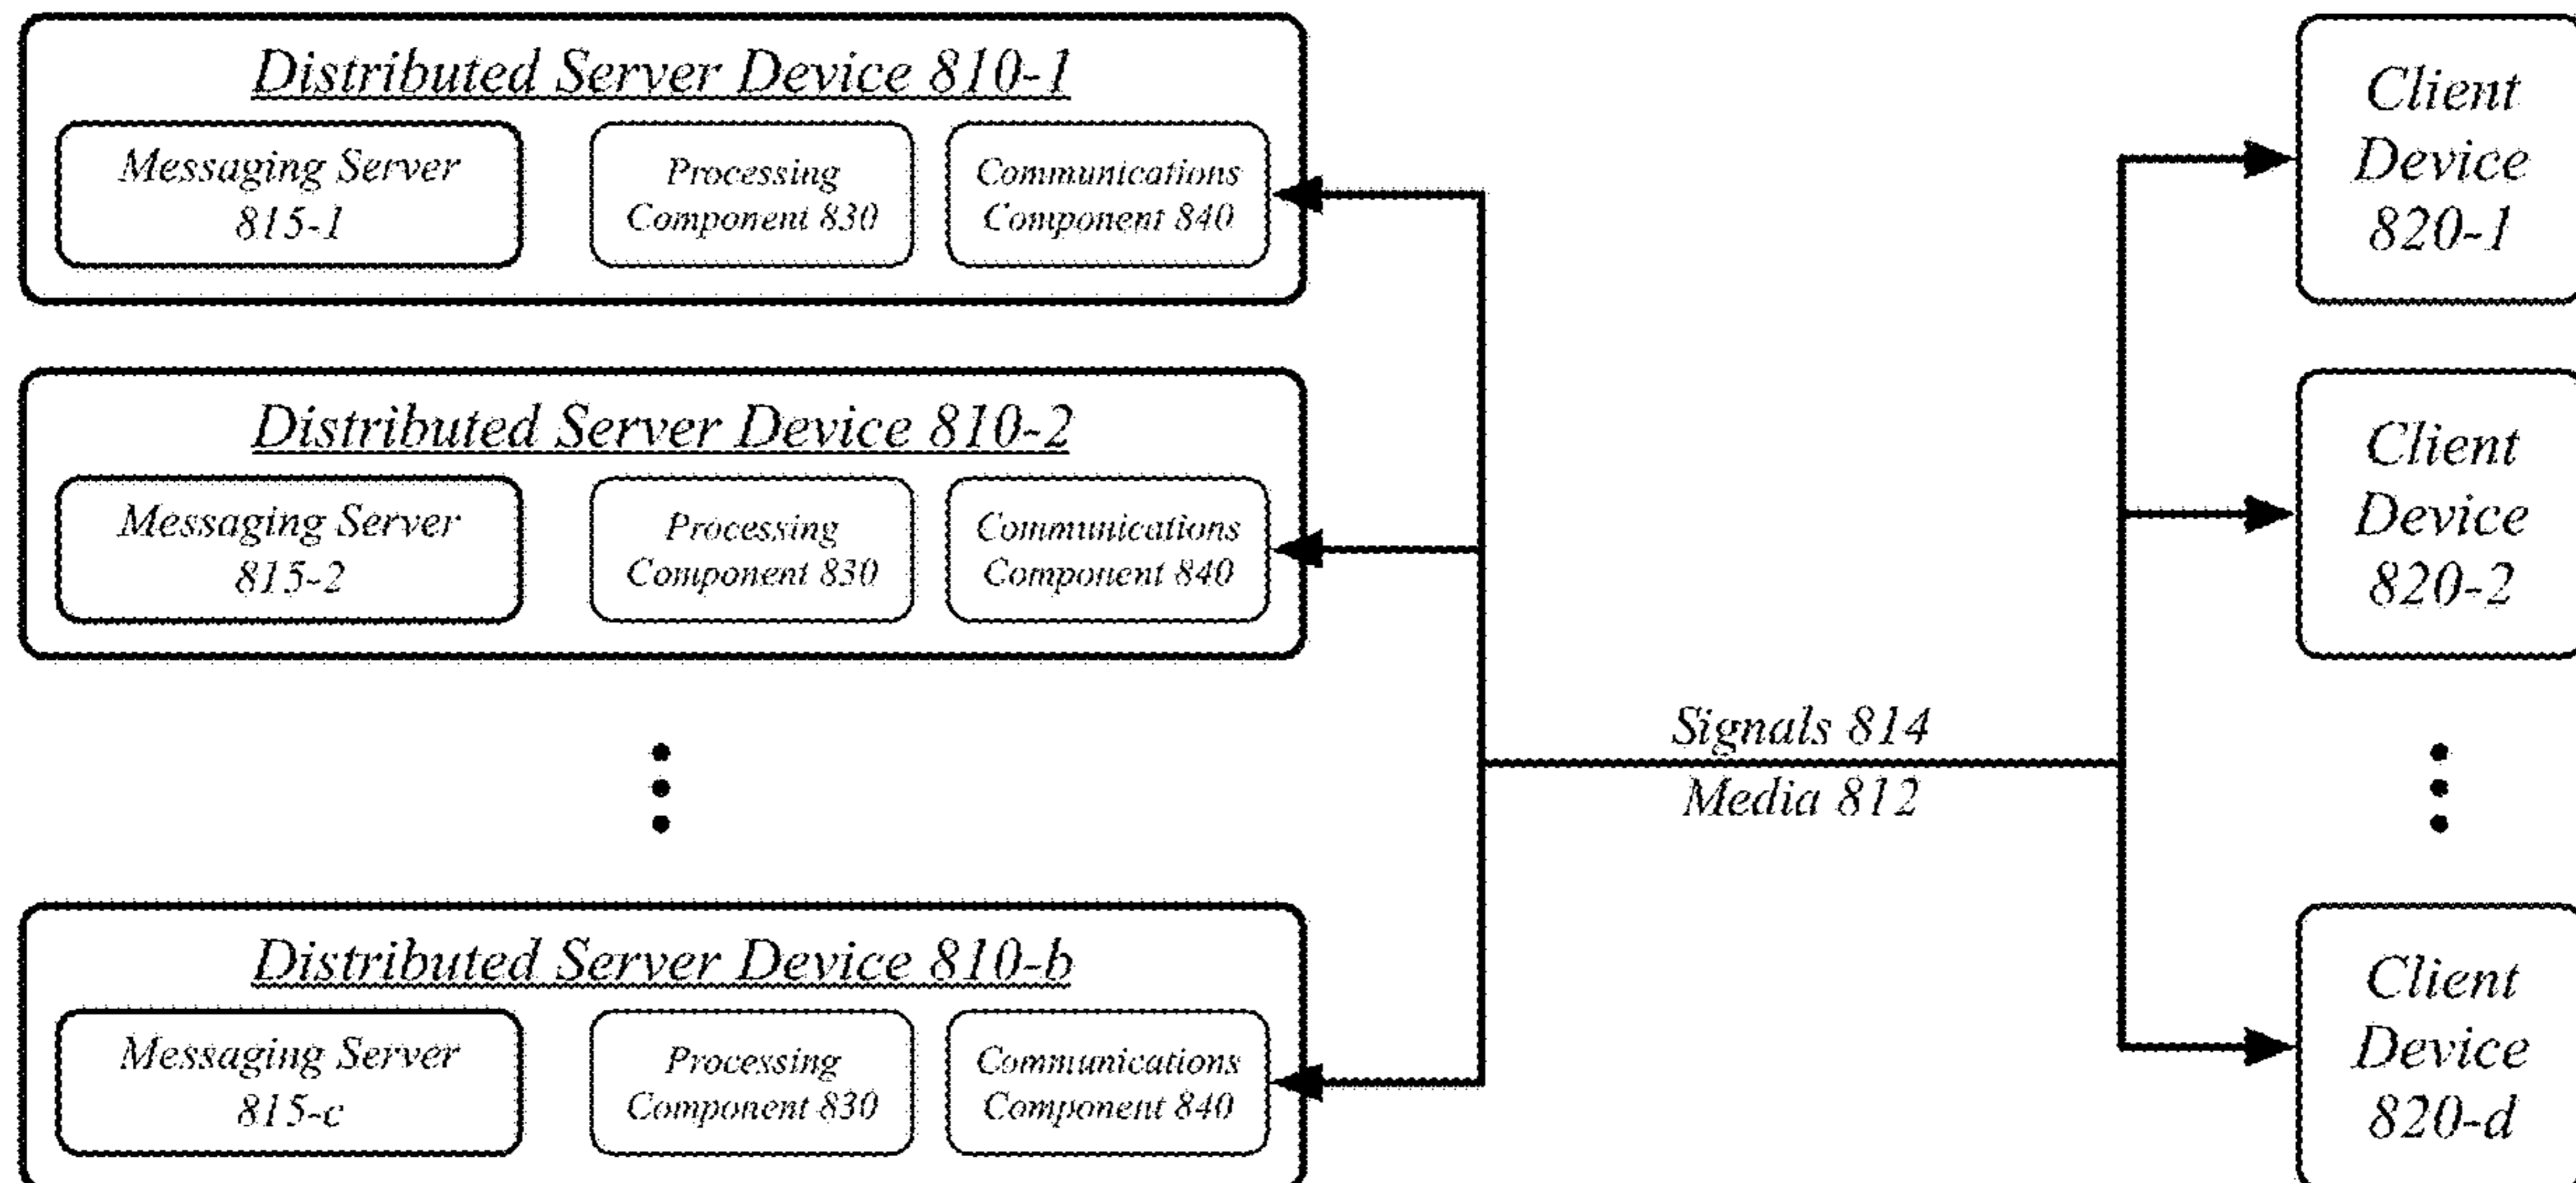 Distributed Server Device 810-1
Messaging Server
815-1
Processing
Component 830
Communications
Component 840
Client
Device
820-1
Distributed Server Device 810-2
Messaging Server
815-2
Processing
Component 830
Communications
Component 840
Client
Device
820-2
Signals 814
Media 812
Distributed Server Device 810-b
Messaging Server
815-c
Processing
Component 830
Communications
Component 840
Client
Device
820-d